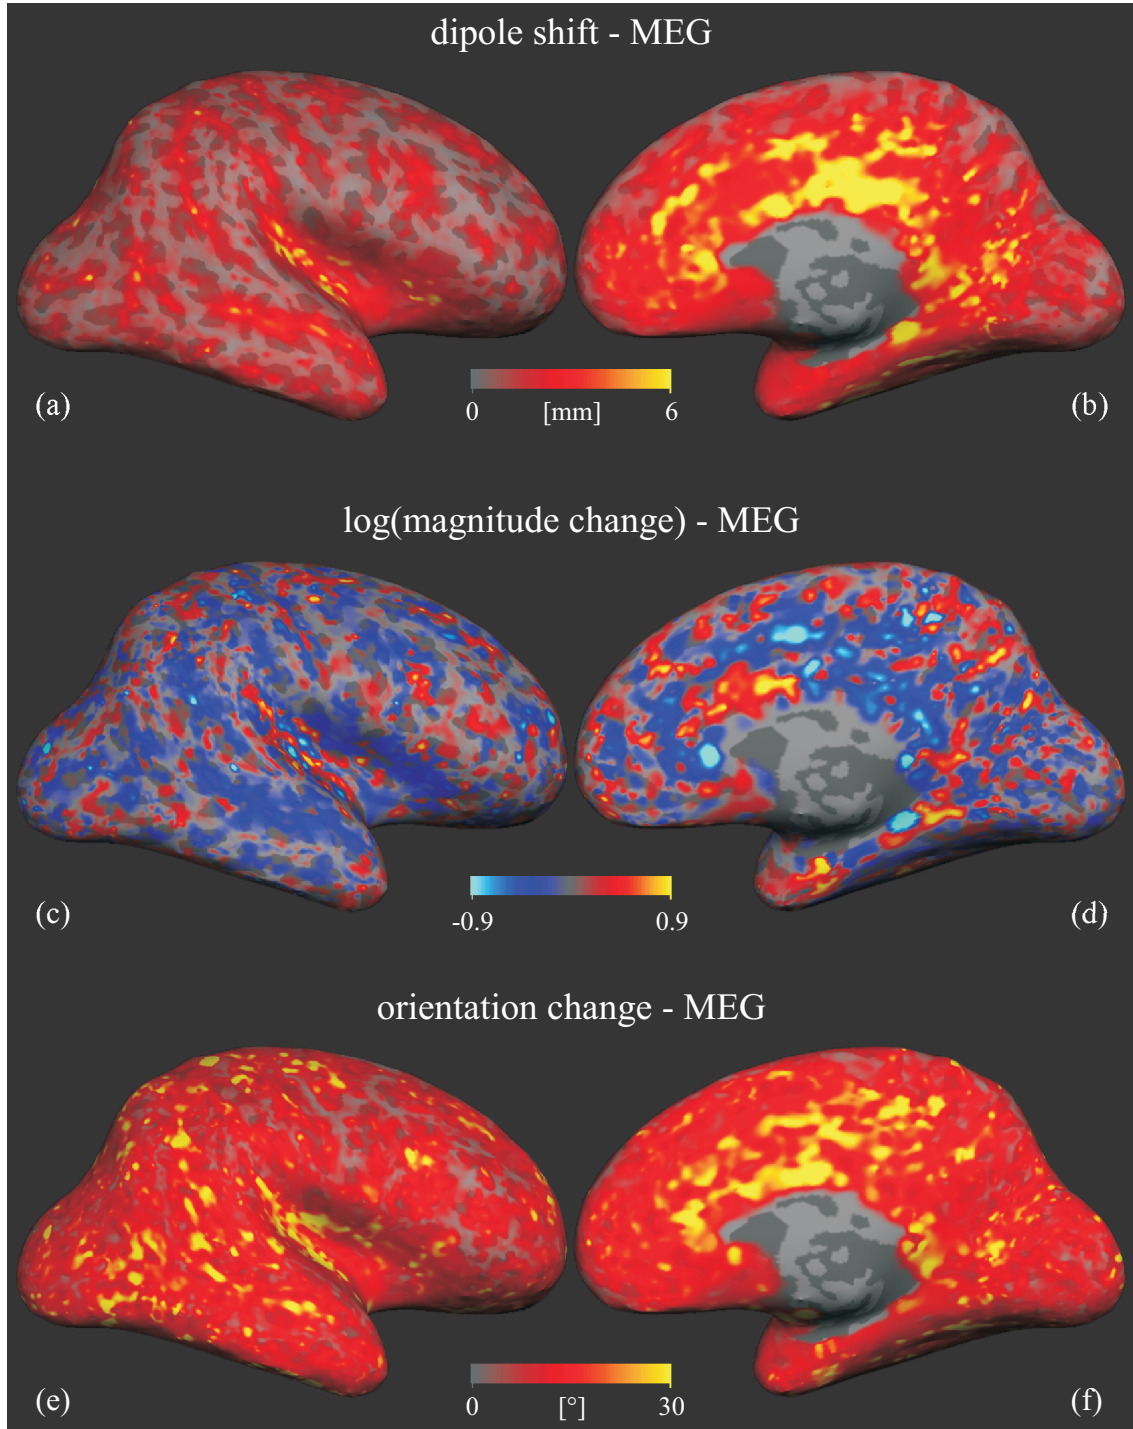 dipole shift - MEG
(a)
0 [mm] 6
(b)
log(magnitude change) - MEG
(c)
-0.9 0.9
(d)
orientation change - MEG
(e)
0 [°] 30
(f)